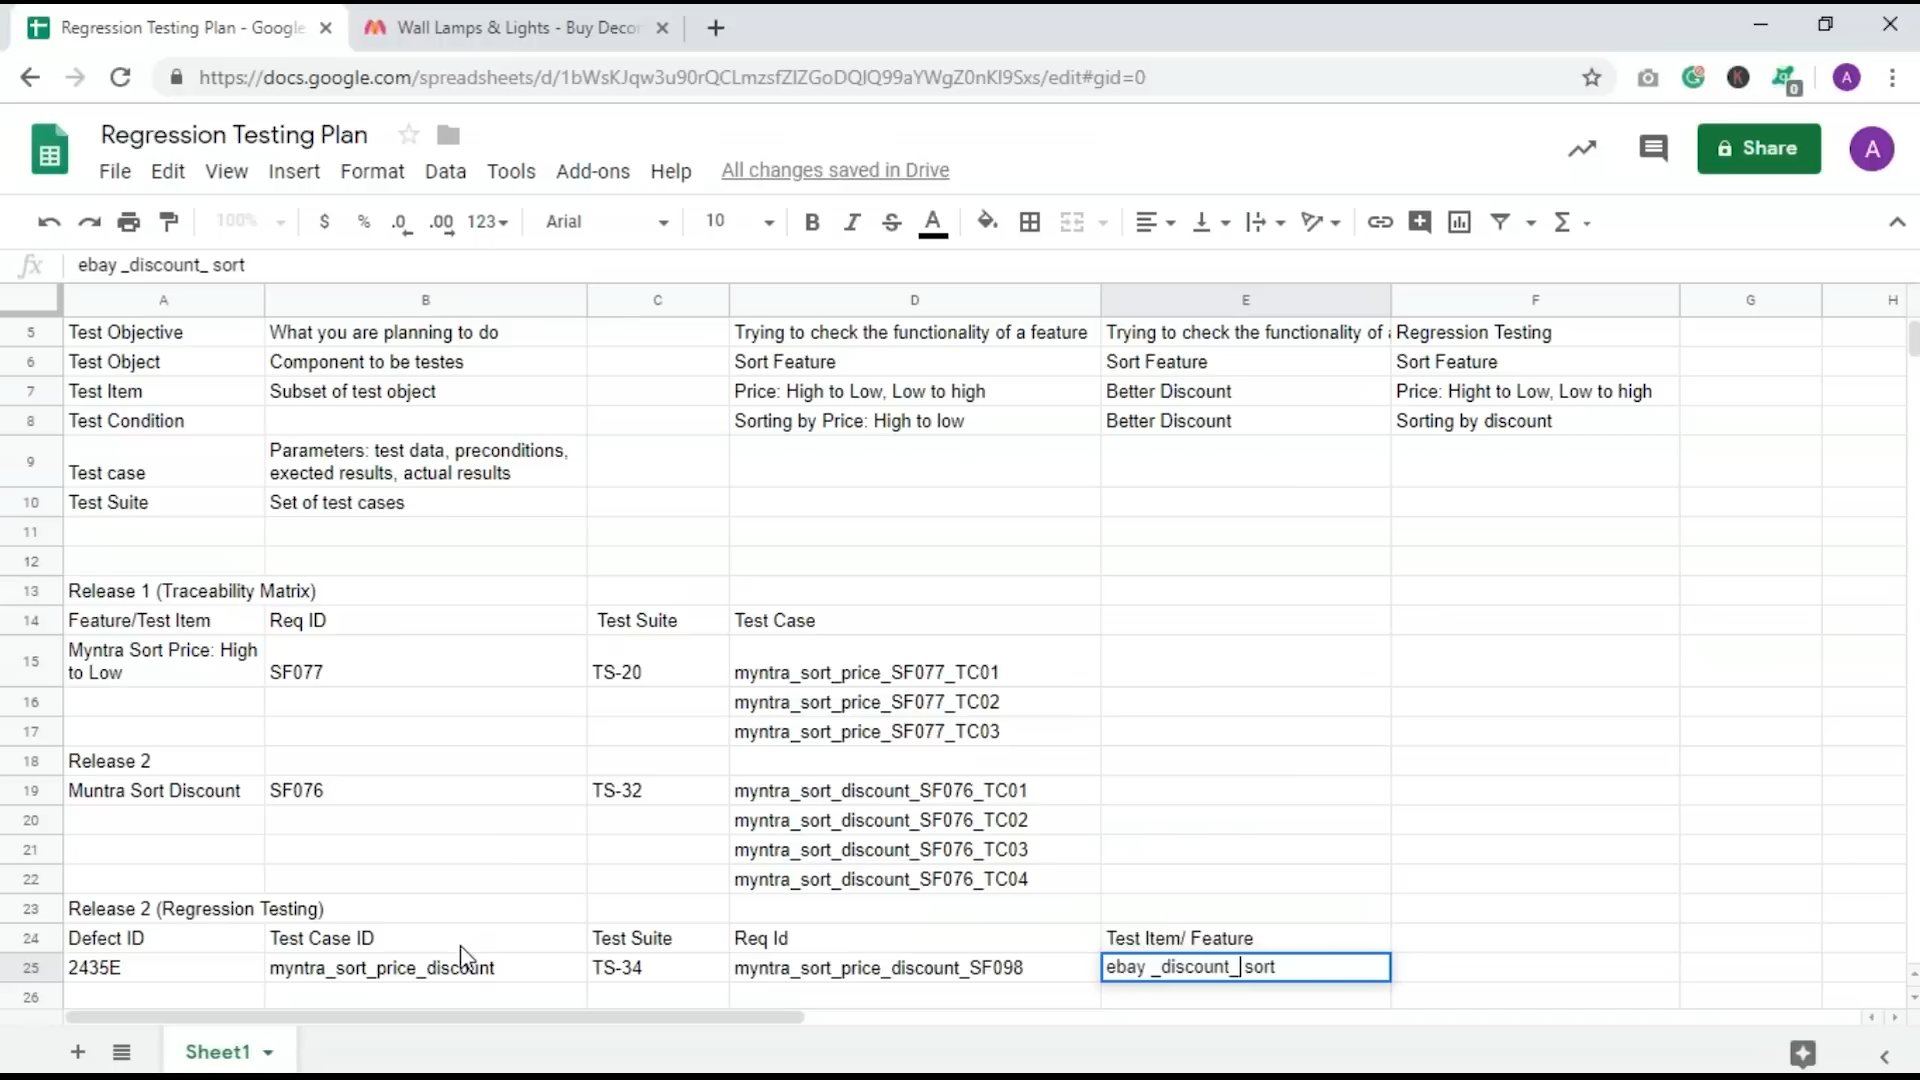 Regression Testing Plan - Google
Wall Lamps & Lights - Buy Decor
https://docs.google.com/spreadsheets/d/1bWsKJqw3u90rQCLmzsfZIZGoDQIQ99aYWgZ0nKI9Sxs/edit#gid=0
K
0
A
Regression Testing Plan
File Edit View Insert Format Data Tools Add-ons Help All changes saved in Drive
Share
A
100% $ % .0 .00 123 Arial 10 B I S A Σ
fx ebay _discount_ sort
A B C D E F G H
5 Test Objective What you are planning to do Trying to check the functionality of a feature Trying to check the functionality of a Regression Testing
6 Test Object Component to be testes Sort Feature Sort Feature Sort Feature
7 Test Item Subset of test object Price: High to Low, Low to high Better Discount Price: Hight to Low, Low to high
8 Test Condition Sorting by Price: High to low Better Discount Sorting by discount
Parameters: test data, preconditions,
9 Test case exected results, actual results
10 Test Suite Set of test cases
11
12
13 Release 1 (Traceability Matrix)
14 Feature/Test Item Req ID Test Suite Test Case
Myntra Sort Price: High
15 to Low SF077 TS-20 myntra_sort_price_SF077_TC01
16 myntra_sort_price_SF077_TC02
17 myntra_sort_price_SF077_TC03
18 Release 2
19 Muntra Sort Discount SF076 TS-32 myntra_sort_discount_SF076_TC01
20 myntra_sort_discount_SF076_TC02
21 myntra_sort_discount_SF076_TC03
22 myntra_sort_discount_SF076_TC04
23 Release 2 (Regression Testing)
24 Defect ID Test Case ID Test Suite Req Id Test Item/ Feature
25 2435E myntra_sort_price_discount TS-34 myntra_sort_price_discount_SF098 ebay _discount_ sort
26
Sheet1